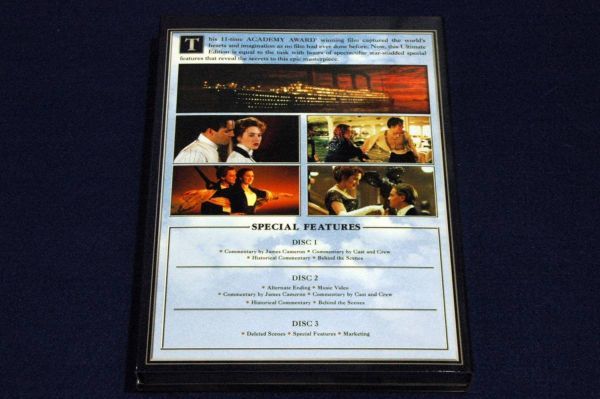 This 11-time ACADEMY AWARD® winning film captured the world's
hearts and imagination as no film had ever done before. Now, this Ultimate
Edition is equal to the task with hours of spectacular star-studded special
features that reveal the secrets to this epic masterpiece.
SPECIAL FEATURES
DISC 1
• Commentary by James Cameron • Commentary by Cast and Crew
• Historical Commentary • Behind the Scenes
DISC 2
• Alternate Ending • Music Video
• Commentary by James Cameron • Commentary by Cast and Crew
• Historical Commentary • Behind the Scenes
DISC 3
• Deleted Scenes • Special Features • Marketing